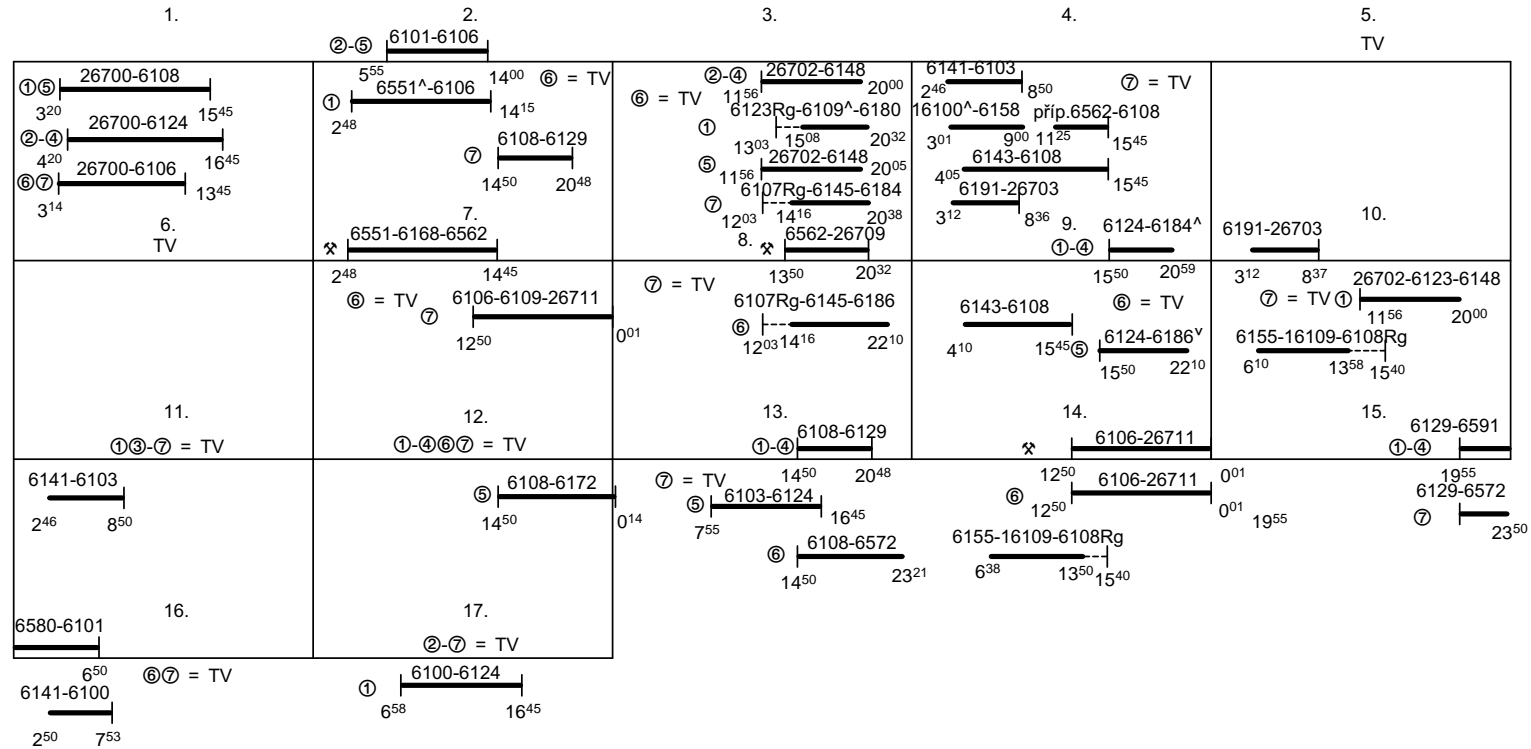 1. 2. 3. 4. 5.
②-⑤ 6101-6106 TV
5⁵⁵ 14⁰⁰ ⑥ = TV
①⑤ 26700-6108
3²⁰ 15⁴⁵
②-④ 26700-6124
4²⁰ 16⁴⁵
⑥⑦ 26700-6106
3¹⁴ 13⁴⁵
① 6551^-6106
2⁴⁸ 14¹⁵
⑦ 6108-6129
14⁵⁰ 20⁴⁸
②-④ 26702-6148
11⁵⁶ 20⁰⁰
⑥ = TV
① 6123Rg-6109^-6180
13⁰³ 15⁰⁸ 20³²
⑤ 26702-6148
11⁵⁶ 20⁰⁵
⑦ 6107Rg-6145-6184
12⁰³ 14¹⁶ 20³⁸
6141-6103 ⑦ = TV
2⁴⁶ 8⁵⁰
16100^-6158 příp.6562-6108
3⁰¹ 9⁰⁰ 11²⁵ 15⁴⁵
6143-6108
4⁰⁵ 15⁴⁵
6191-26703
3¹² 8³⁶
6. 7. 8. 9. 10.
TV
⚒ 6551-6168-6562
2⁴⁸ 14⁴⁵
⚒ 6562-26709
13⁵⁰ 20³²
①-④ 6124-6184^
15⁵⁰ 20⁵⁹
6191-26703
3¹² 8³⁷
⑥ = TV ⑦ 6106-6109-26711
12⁵⁰ 0⁰¹
⑦ = TV
⑥ 6107Rg-6145-6186
12⁰³ 14¹⁶ 22¹⁰
⑥ = TV
6143-6108
4¹⁰ 15⁴⁵
⑤ 6124-6186ᵛ
15⁵⁰ 22¹⁰
⑦ = TV ① 26702-6123-6148
11⁵⁶ 20⁰⁰
6155-16109-6108Rg
6¹⁰ 13⁵⁸ 15⁴⁰
11. 12. 13. 14. 15.
①③-⑦ = TV ①-④⑥⑦ = TV
①-④ 6108-6129
14⁵⁰ 20⁴⁸
⚒ 6106-26711
12⁵⁰ 0⁰¹
①-④ 6129-6591
19⁵⁵
6141-6103
2⁴⁶ 8⁵⁰
⑤ 6108-6172
14⁵⁰ 0¹⁴
⑦ = TV
⑤ 6103-6124
7⁵⁵ 16⁴⁵
⑥ 6108-6572
14⁵⁰ 23²¹
⑥ 6106-26711
12⁵⁰ 0⁰¹
6155-16109-6108Rg
6³⁸ 13⁵⁰ 15⁴⁰
⑦ 6129-6572
19⁵⁵ 23⁵⁰
16. 17.
②-⑦ = TV
6580-6101
6⁵⁰ ⑥⑦ = TV
6141-6100
2⁵⁰ 7⁵³
① 6100-6124
6⁵⁸ 16⁴⁵